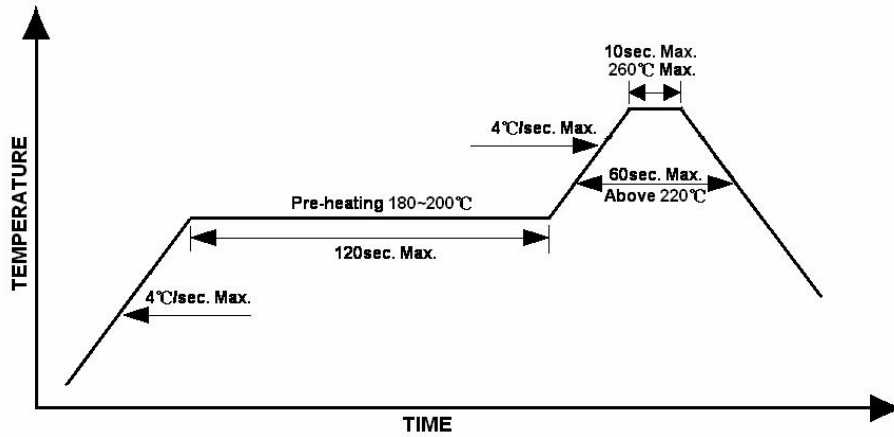 10sec. Max.
260℃ Max.
4℃/sec. Max.
60sec. Max.
Above 220℃
Pre-heating 180~200℃
120sec. Max.
4℃/sec. Max.
TEMPERATURE
TIME